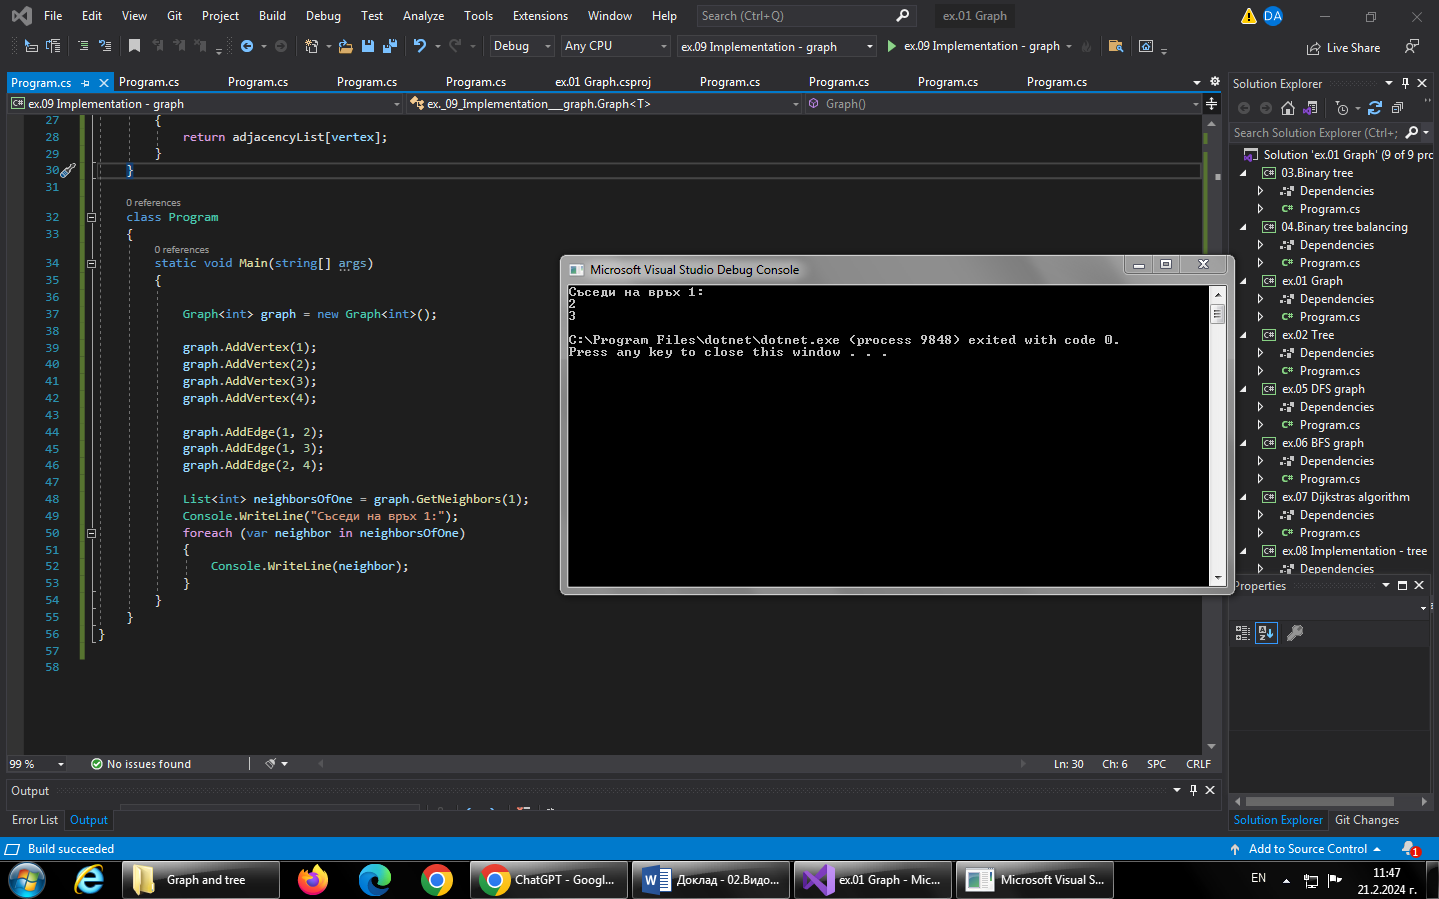 File Edit View Git Project Build Debug Test Analyze Tools Extensions Window Help Search (Ctrl+Q) ex.01 Graph DA
Debug Any CPU ex.09 Implementation - graph ex.09 Implementation - graph Live Share
Program.cs Program.cs Program.cs Program.cs Program.cs ex.01 Graph.csproj Program.cs Program.cs Program.cs Program.cs
ex.09 Implementation - graph ex._09_Implementation__graph.Graph<T> Graph()
27 {
28 return adjacencyList[vertex];
29 }
30 }
31
0 references
32 class Program
33 {
0 references
34 static void Main(string[] args)
35 {
36
37 Graph<int> graph = new Graph<int>();
38
39 graph.AddVertex(1);
40 graph.AddVertex(2);
41 graph.AddVertex(3);
42 graph.AddVertex(4);
43
44 graph.AddEdge(1, 2);
45 graph.AddEdge(1, 3);
46 graph.AddEdge(2, 4);
47
48 List<int> neighborsOfOne = graph.GetNeighbors(1);
49 Console.WriteLine("Съседи на връх 1:");
50 foreach (var neighbor in neighborsOfOne)
51 {
52 Console.WriteLine(neighbor);
53 }
54 }
55 }
56 }
57
58
99 % No issues found Ln: 30 Ch: 6 SPC CRLF
Microsoft Visual Studio Debug Console
Съседи на връх 1:
2
3
C:\Program Files\dotnet\dotnet.exe (process 9848) exited with code 0.
Press any key to close this window . . .
Solution Explorer
Search Solution Explorer (Ctrl+;
Solution 'ex.01 Graph' (9 of 9 pro
03.Binary tree
Dependencies
C# Program.cs
04.Binary tree balancing
Dependencies
C# Program.cs
ex.01 Graph
Dependencies
C# Program.cs
ex.02 Tree
Dependencies
C# Program.cs
ex.05 DFS graph
Dependencies
C# Program.cs
ex.06 BFS graph
Dependencies
C# Program.cs
ex.07 Dijkstras algorithm
Dependencies
C# Program.cs
ex.08 Implementation - tree
Dependencies
Properties
Solution Explorer Git Changes
Output
Error List Output
Build succeeded Add to Source Control 1
Graph and tree ChatGPT - Googl... Доклад - 02.Видо... ex.01 Graph - Mic... Microsoft Visual S... EN 11:47
21.2.2024 г.